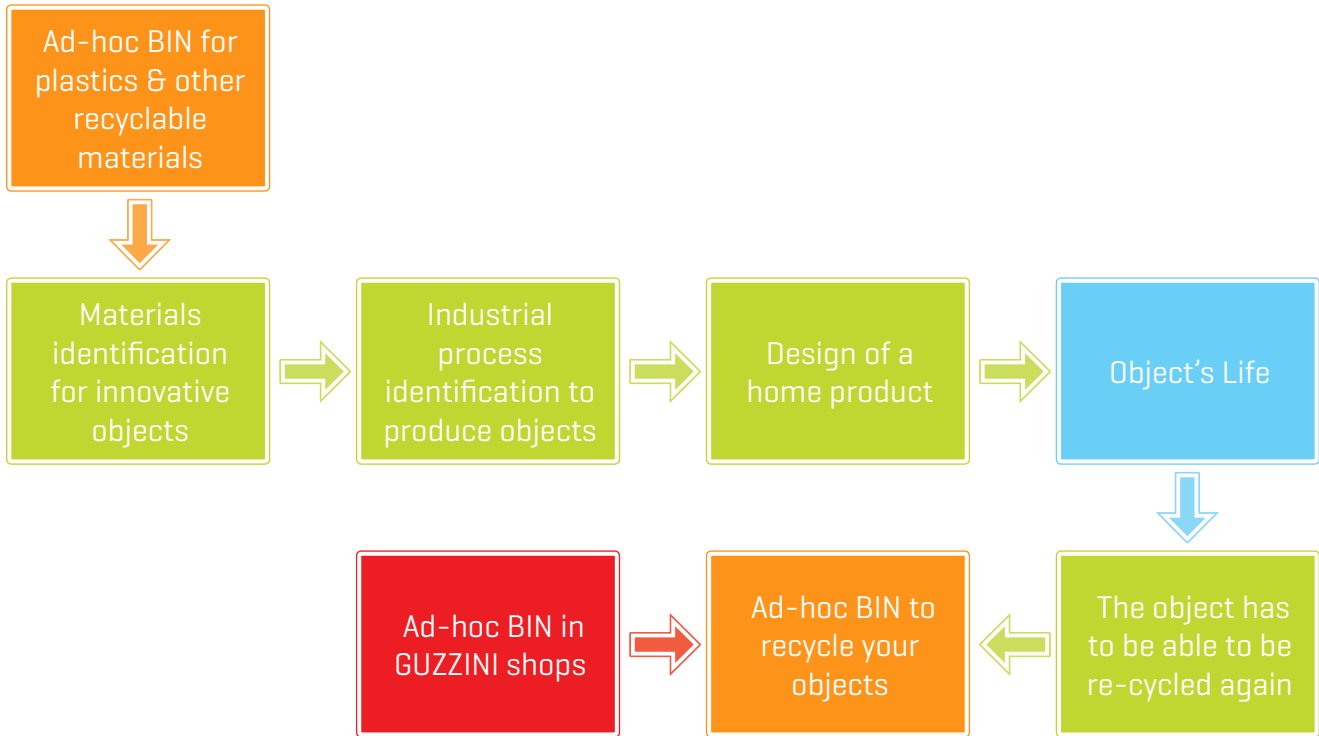 Ad-hoc BIN for
plastics & other
recyclable
materials
Materials
identification
for innovative
objects
Industrial
process
identification to
produce objects
Design of a
home product
Object's Life
Ad-hoc BIN in
GUZZINI shops
Ad-hoc BIN to
recycle your
objects
The object has
to be able to be
re-cycled again